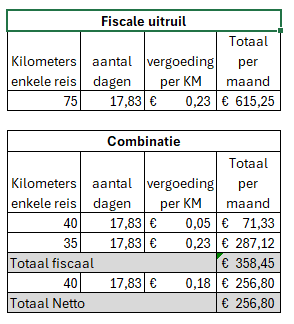 Fiscale uitruil
Kilometers enkele reis aantal dagen vergoeding per KM Totaal per maand
75 17,83 € 0,23 € 615,25
Combinatie
Kilometers enkele reis aantal dagen vergoeding per KM Totaal per maand
40 17,83 € 0,05 € 71,33
35 17,83 € 0,23 € 287,12
Totaal fiscaal € 358,45
40 17,83 € 0,18 € 256,80
Totaal Netto € 256,80